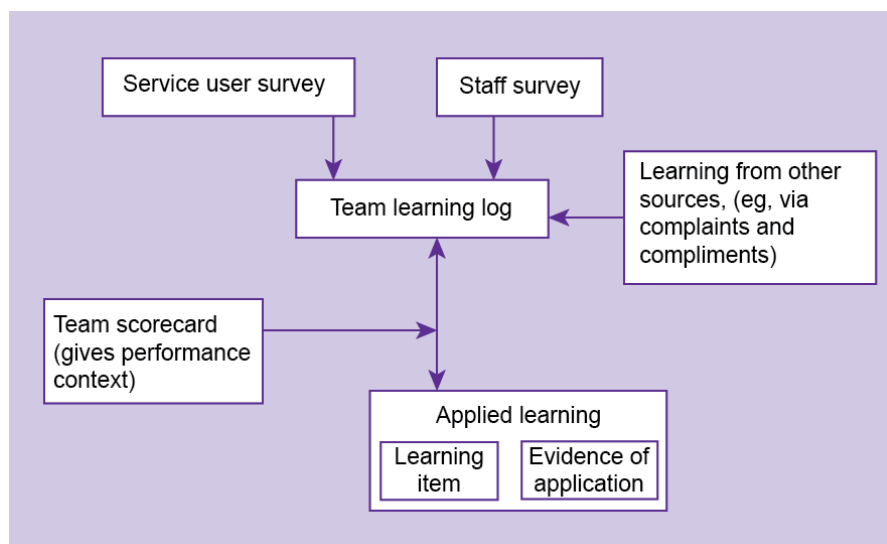 Service user survey
Staff survey
Learning from other
sources, (eg, via
complaints and
compliments)
Team learning log
Team scorecard
(gives performance
context)
Applied learning
Learning
item
Evidence of
application